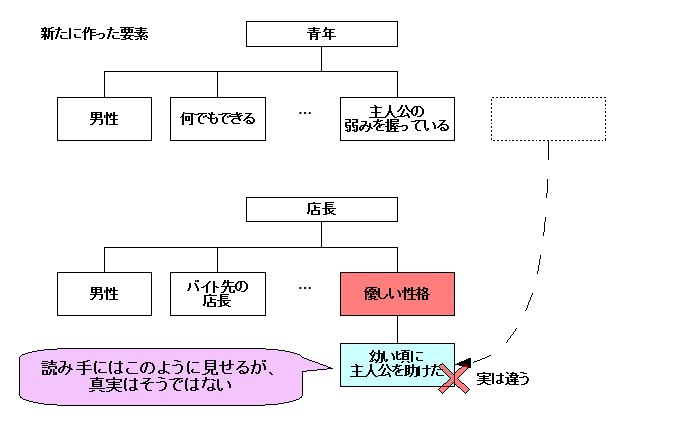 新たに作った要素
青年
男性
何でもできる
…
主人公の
弱みを握っている
店長
男性
バイト先の
店長
…
優しい性格
幼い頃に
主人公を助けた
実は違う
読み手にはこのように見せるが、
真実はそうではない